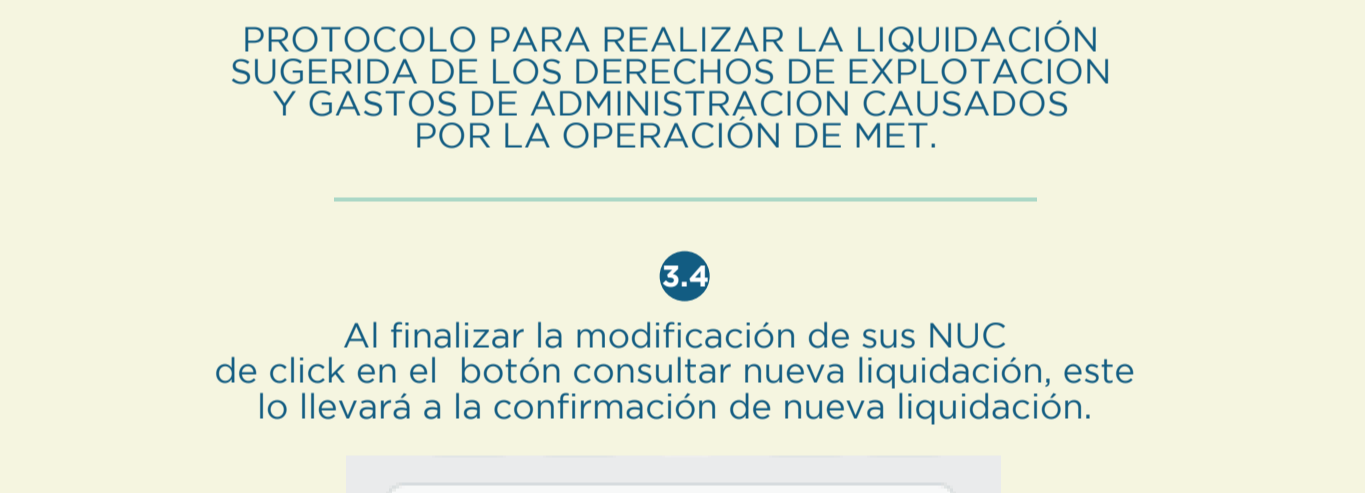 PROTOCOLO PARA REALIZAR LA LIQUIDACIÓN
SUGERIDA DE LOS DERECHOS DE EXPLOTACION
Y GASTOS DE ADMINISTRACION CAUSADOS
POR LA OPERACIÓN DE MET.
3.4
Al finalizar la modificación de sus NUC
de click en el  botón consultar nueva liquidación, este
lo llevará a la confirmación de nueva liquidación.